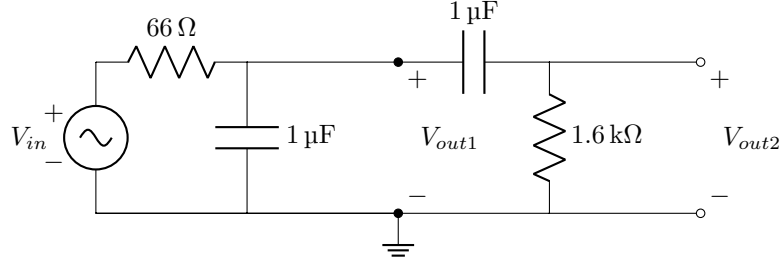 1 µF
66 Ω
+
+
+
V_in
−
1 µF
V_out1
1.6 kΩ
V_out2
−
−